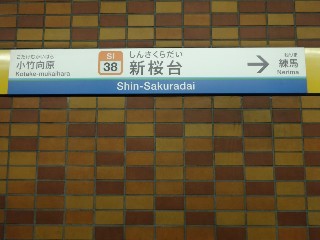 こたけむかいはら
小竹向原
Kotake-mukaihara
SI
38
しんさくらだい
新桜台
Shin-Sakuradai
→
ねりま
練馬
Nerima